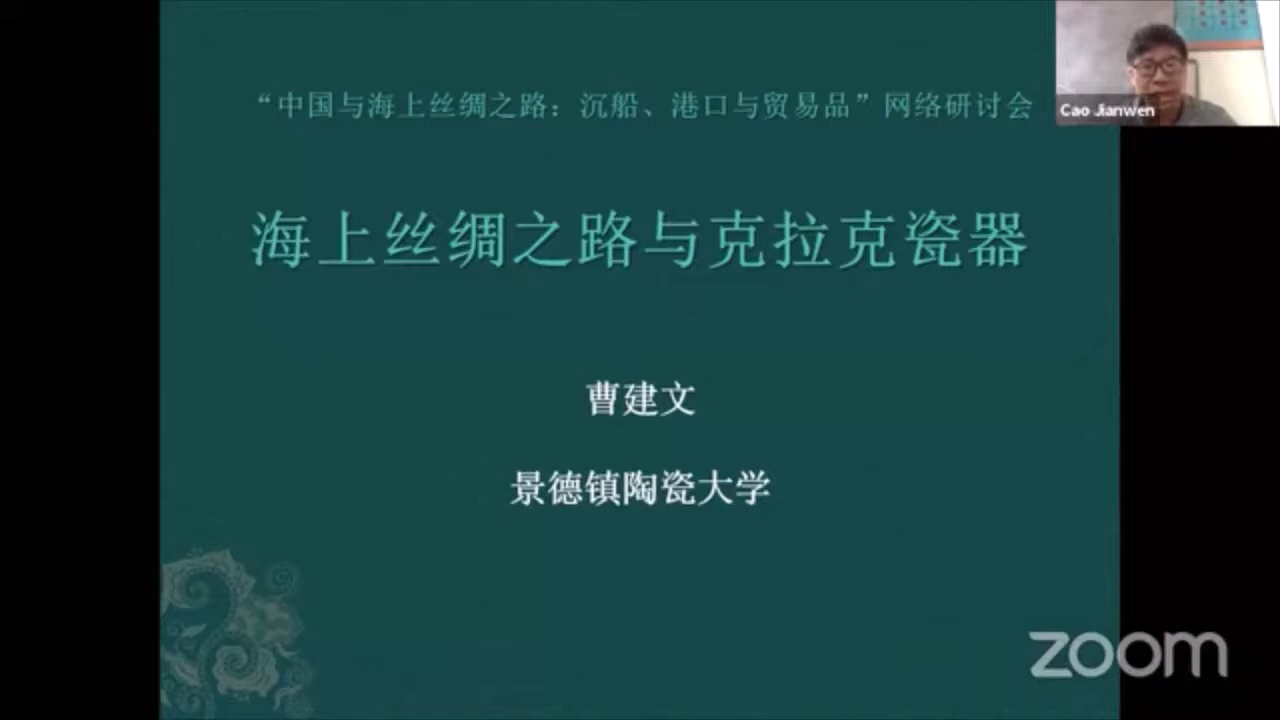 “中国与海上丝绸之路：沉船、港口与贸易品”网络研讨会
Cao Jianwen
海上丝绸之路与克拉克瓷器
曹建文
景德镇陶瓷大学
zoom